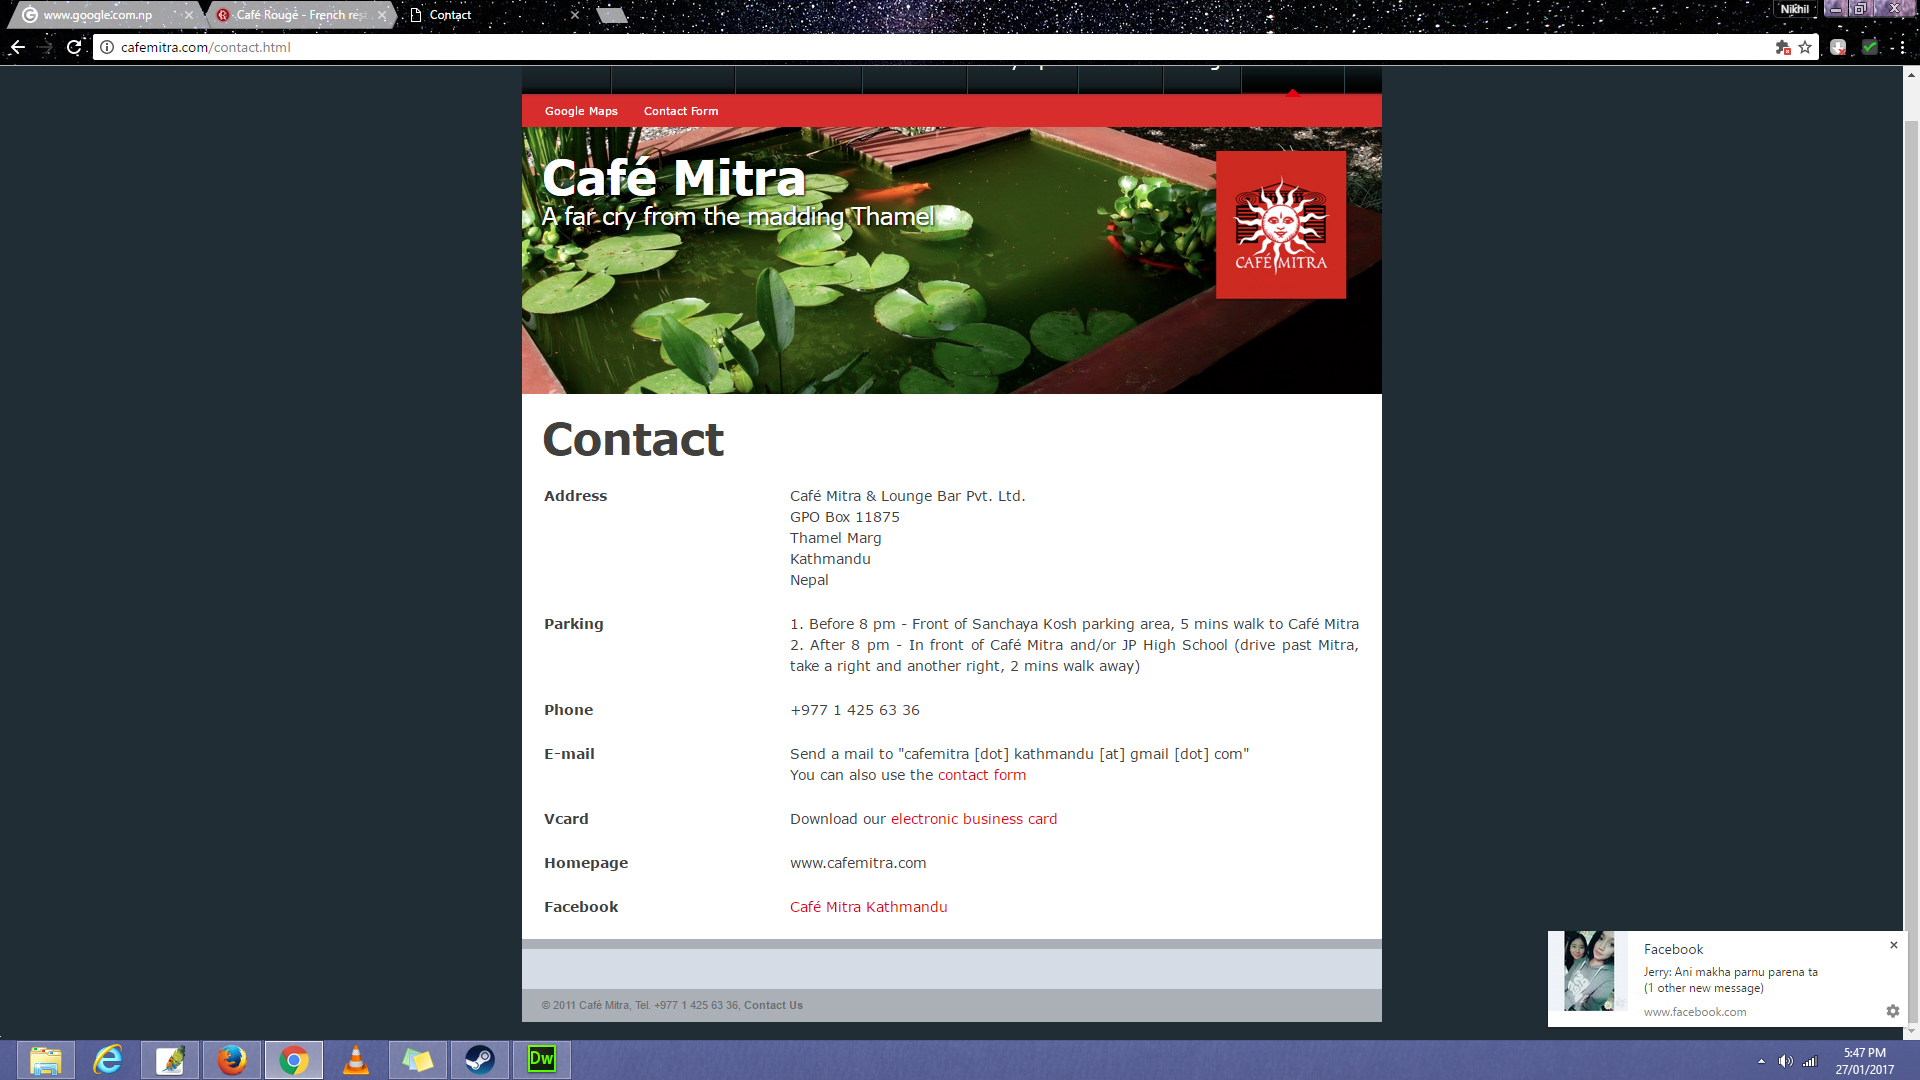 www.google.com.np
Café Rouge - French res
Contact
Nikhil
cafemitra.com/contact.html
Google Maps
Contact Form
Café Mitra
A far cry from the madding Thamel
CAFÉ MITRA
Contact
Address
Café Mitra & Lounge Bar Pvt. Ltd.
GPO Box 11875
Thamel Marg
Kathmandu
Nepal
Parking
1. Before 8 pm - Front of Sanchaya Kosh parking area, 5 mins walk to Café Mitra
2. After 8 pm - In front of Café Mitra and/or JP High School (drive past Mitra,
take a right and another right, 2 mins walk away)
Phone
+977 1 425 63 36
E-mail
Send a mail to "cafemitra [dot] kathmandu [at] gmail [dot] com"
You can also use the contact form
Vcard
Download our electronic business card
Homepage
www.cafemitra.com
Facebook
Café Mitra Kathmandu
© 2011 Café Mitra, Tel. +977 1 425 63 36, Contact Us
Facebook
Jerry: Ani makha parnu parena ta
(1 other new message)
www.facebook.com
Dw
5:47 PM
27/01/2017